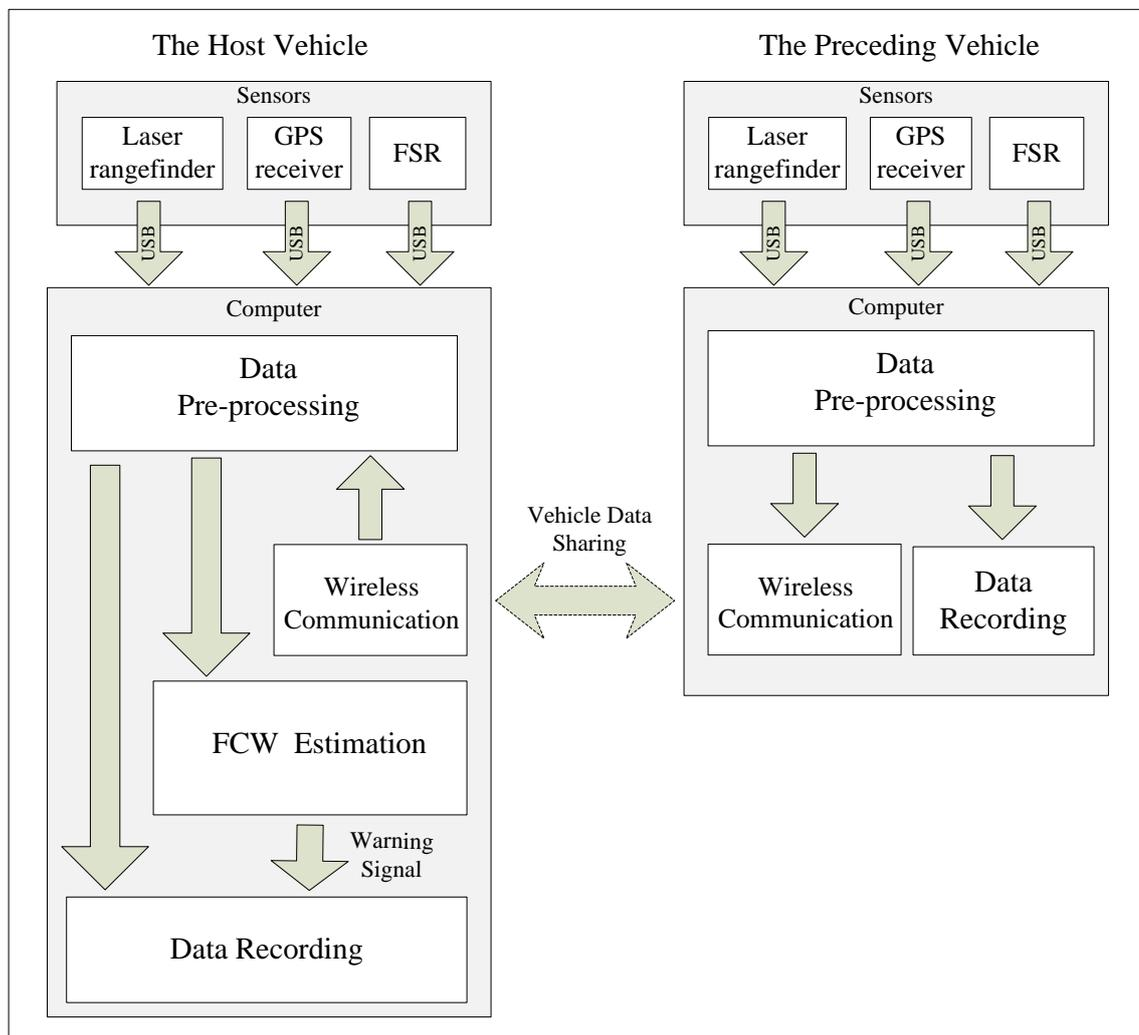 The Host Vehicle
Sensors
Laser
rangefinder
GPS
receiver
FSR
USB
USB
Computer
Data
Pre-processing
Wireless
Communication
FCW Estimation
Warning
Signal
Data Recording
Vehicle Data
Sharing
The Preceding Vehicle
Sensors
Laser
rangefinder
GPS
receiver
FSR
USB
USB
USB
Computer
Data
Pre-processing
Wireless
Communication
Data
Recording